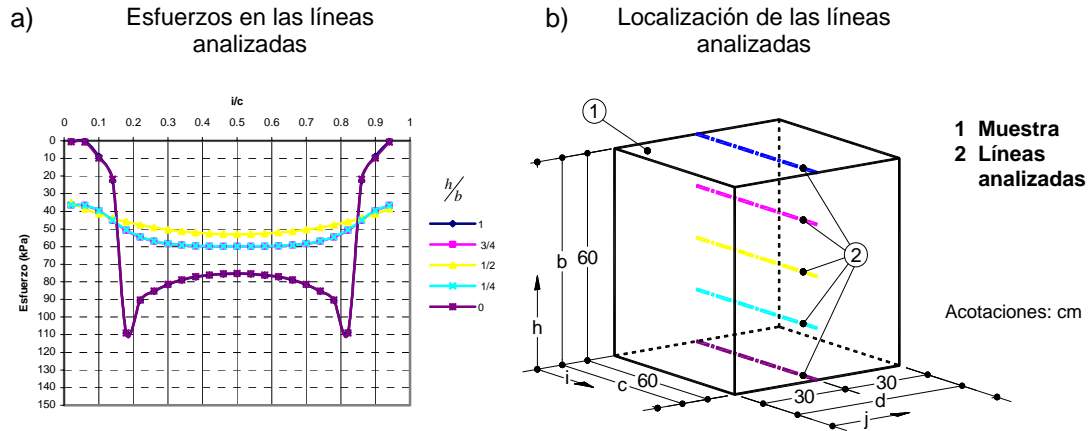 a)
Esfuerzos en las líneas
analizadas
i/c
0 0.1 0.2 0.3 0.4 0.5 0.6 0.7 0.8 0.9 1
0
10
20
30
40
50
60
70
80
90
100
110
120
130
140
150
Esfuerzo (kPa)
h/b
1
3/4
1/2
1/4
0
b)
Localización de las líneas
analizadas
1
2
b
60
h
i
c
60
30
30
d
j
1 Muestra
2 Líneas
analizadas
Acotaciones: cm